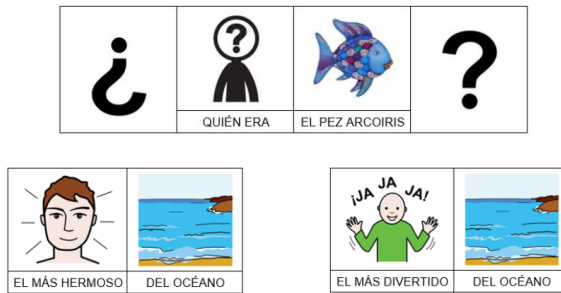 ¿ ?
QUIÉN ERA EL PEZ ARCOIRIS
¡JA JA JA!
EL MÁS HERMOSO DEL OCÉANO EL MÁS DIVERTIDO DEL OCÉANO